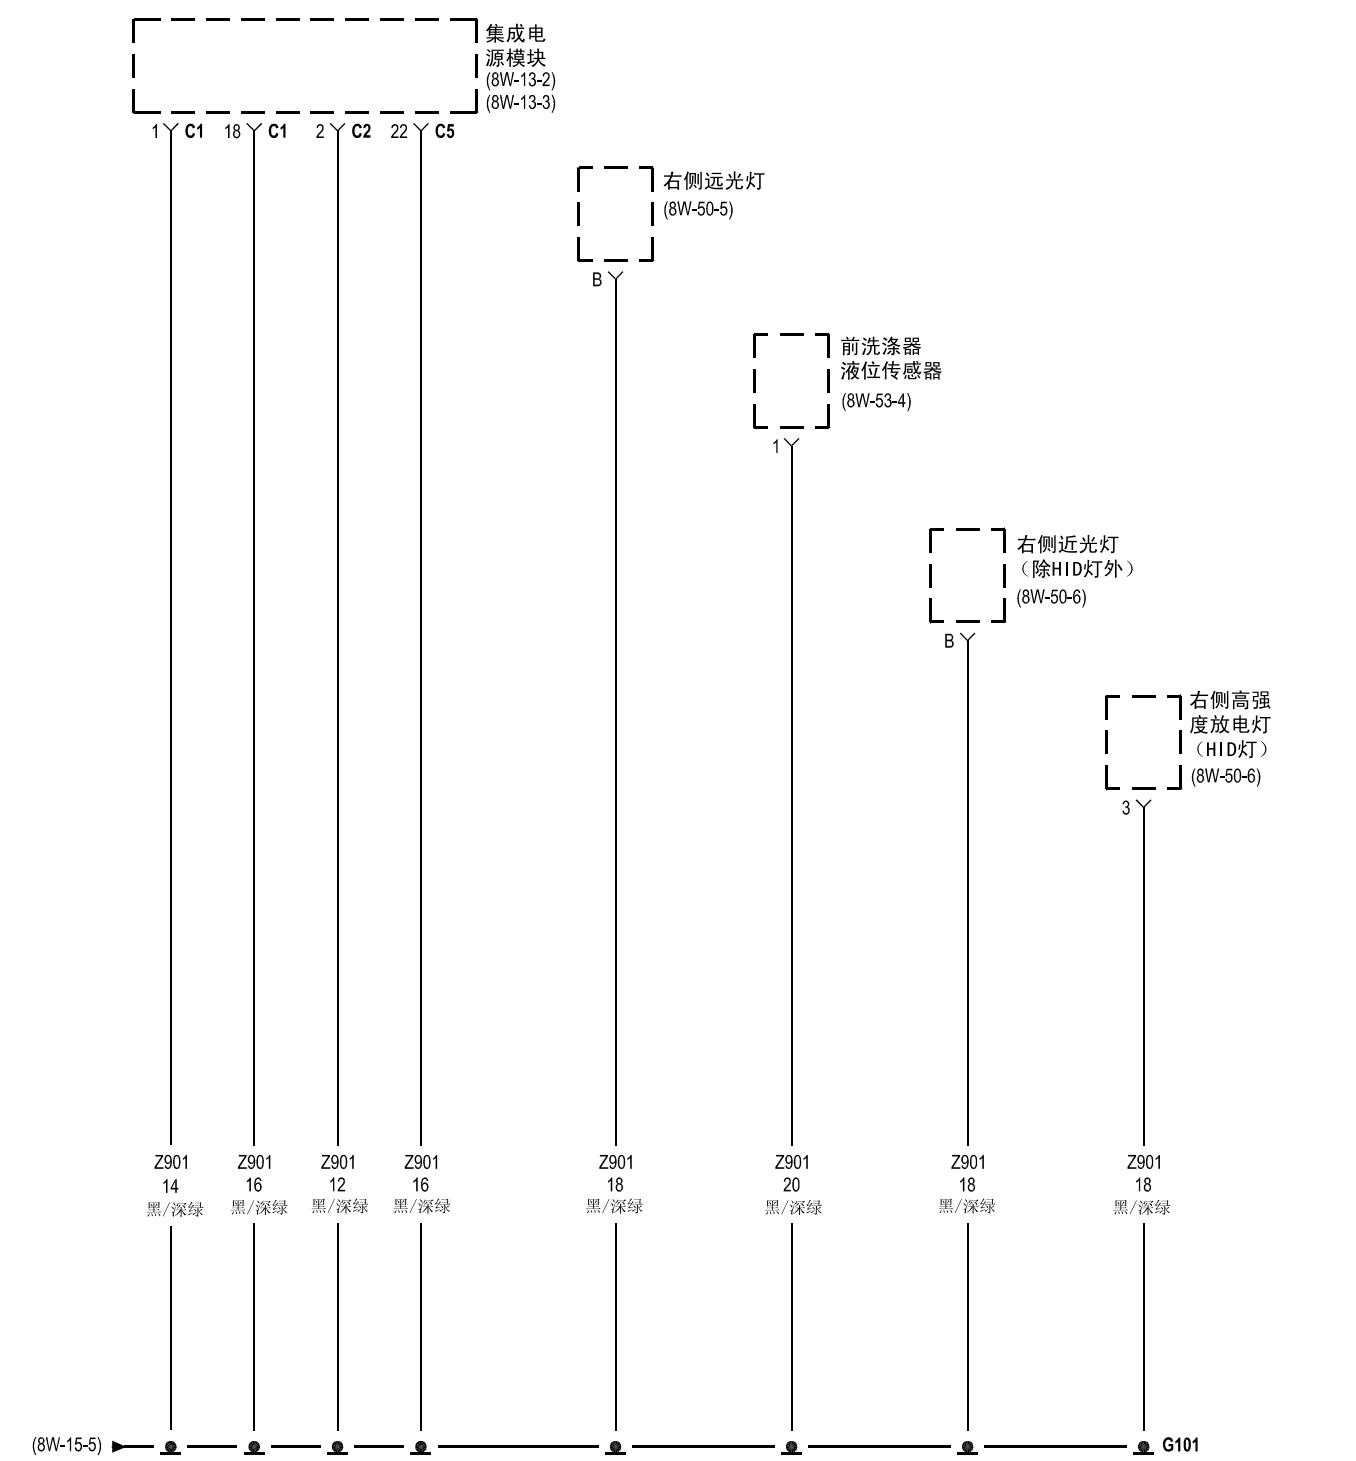 集成电
源模块
(8W-13-2)
(8W-13-3)
1 C1 18 C1 2 C2 22 C5
右侧远光灯
(8W-50-5)
B
前洗涤器
液位传感器
(8W-53-4)
1
右侧近光灯
（除HID灯外）
(8W-50-6)
B
右侧高强
度放电灯
（HID灯）
(8W-50-6)
3
Z901 Z901 Z901 Z901 Z901 Z901 Z901 Z901
14 16 12 16 18 20 18 18
黑/深绿 黑/深绿 黑/深绿 黑/深绿 黑/深绿 黑/深绿 黑/深绿 黑/深绿
(8W-15-5) G101